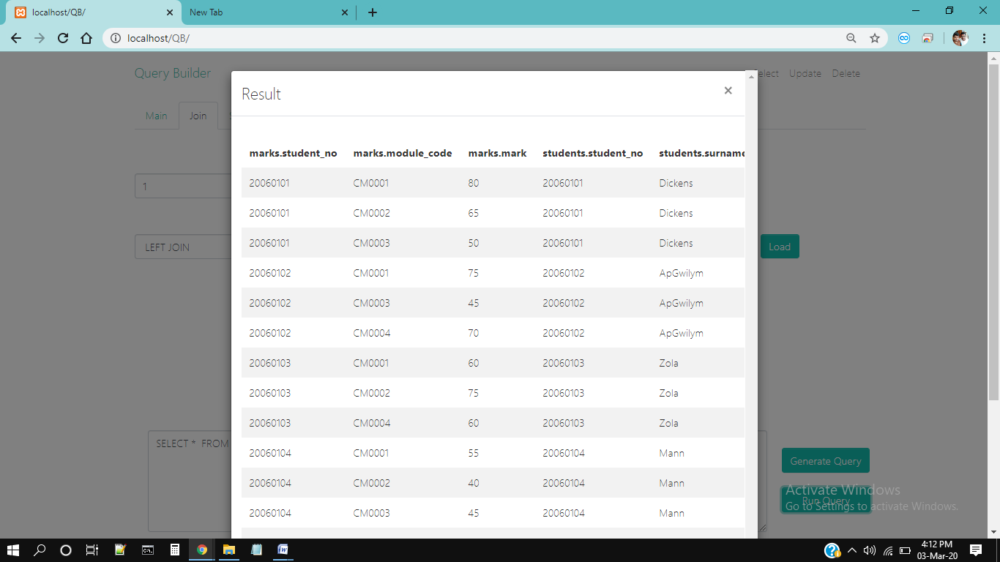 localhost/QB/
New Tab
localhost/QB/
Query Builder
Update Delete
Result
Main Join
marks.student_no marks.module_code marks.mark students.student_no students.surname
20060101 CM0001 80 20060101 Dickens
1
20060101 CM0002 65 20060101 Dickens
20060101 CM0003 50 20060101 Dickens
LEFT JOIN
Load
20060102 CM0001 75 20060102 ApGwilym
20060102 CM0003 45 20060102 ApGwilym
20060102 CM0004 70 20060102 ApGwilym
20060103 CM0001 60 20060103 Zola
20060103 CM0002 75 20060103 Zola
20060103 CM0004 60 20060103 Zola
SELECT * FROM
20060104 CM0001 55 20060104 Mann
Generate Query
20060104 CM0002 40 20060104 Mann
Activate Windows
Run Query
Go to Settings to activate Windows.
20060104 CM0003 45 20060104 Mann
4:12 PM
03-Mar-20